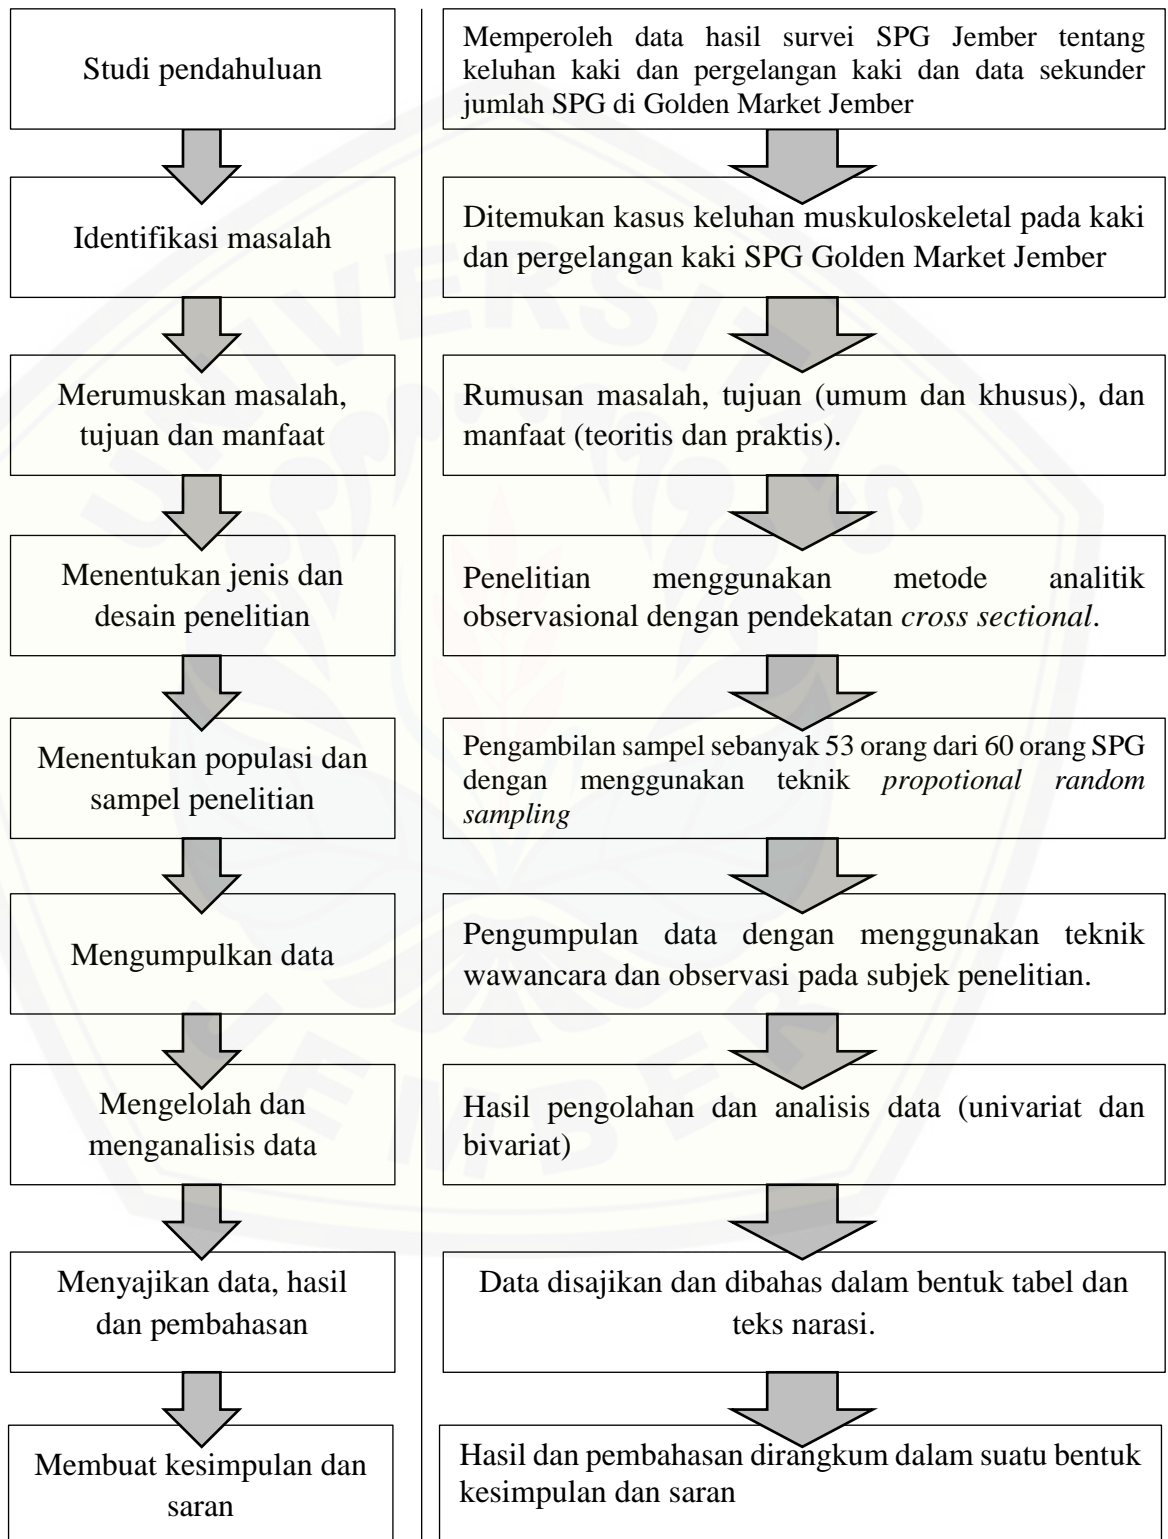 Studi pendahuluan
Memperoleh data hasil survei SPG Jember tentang
keluhan kaki dan pergelangan kaki dan data sekunder
jumlah SPG di Golden Market Jember
Identifikasi masalah
Ditemukan kasus keluhan muskuloskeletal pada kaki
dan pergelangan kaki SPG Golden Market Jember
Merumuskan masalah,
tujuan dan manfaat
Rumusan masalah, tujuan (umum dan khusus), dan
manfaat (teoritis dan praktis).
Menentukan jenis dan
desain penelitian
Penelitian menggunakan metode analitik
observasional dengan pendekatan cross sectional.
Menentukan populasi dan
sampel penelitian
Pengambilan sampel sebanyak 53 orang dari 60 orang SPG
dengan menggunakan teknik propotional random
sampling
Mengumpulkan data
Pengumpulan data dengan menggunakan teknik
wawancara dan observasi pada subjek penelitian.
Mengelolah dan
menganalisis data
Hasil pengolahan dan analisis data (univariat dan
bivariat)
Menyajikan data, hasil
dan pembahasan
Data disajikan dan dibahas dalam bentuk tabel dan
teks narasi.
Membuat kesimpulan dan
saran
Hasil dan pembahasan dirangkum dalam suatu bentuk
kesimpulan dan saran
UNIVERSITAS
JEMBER